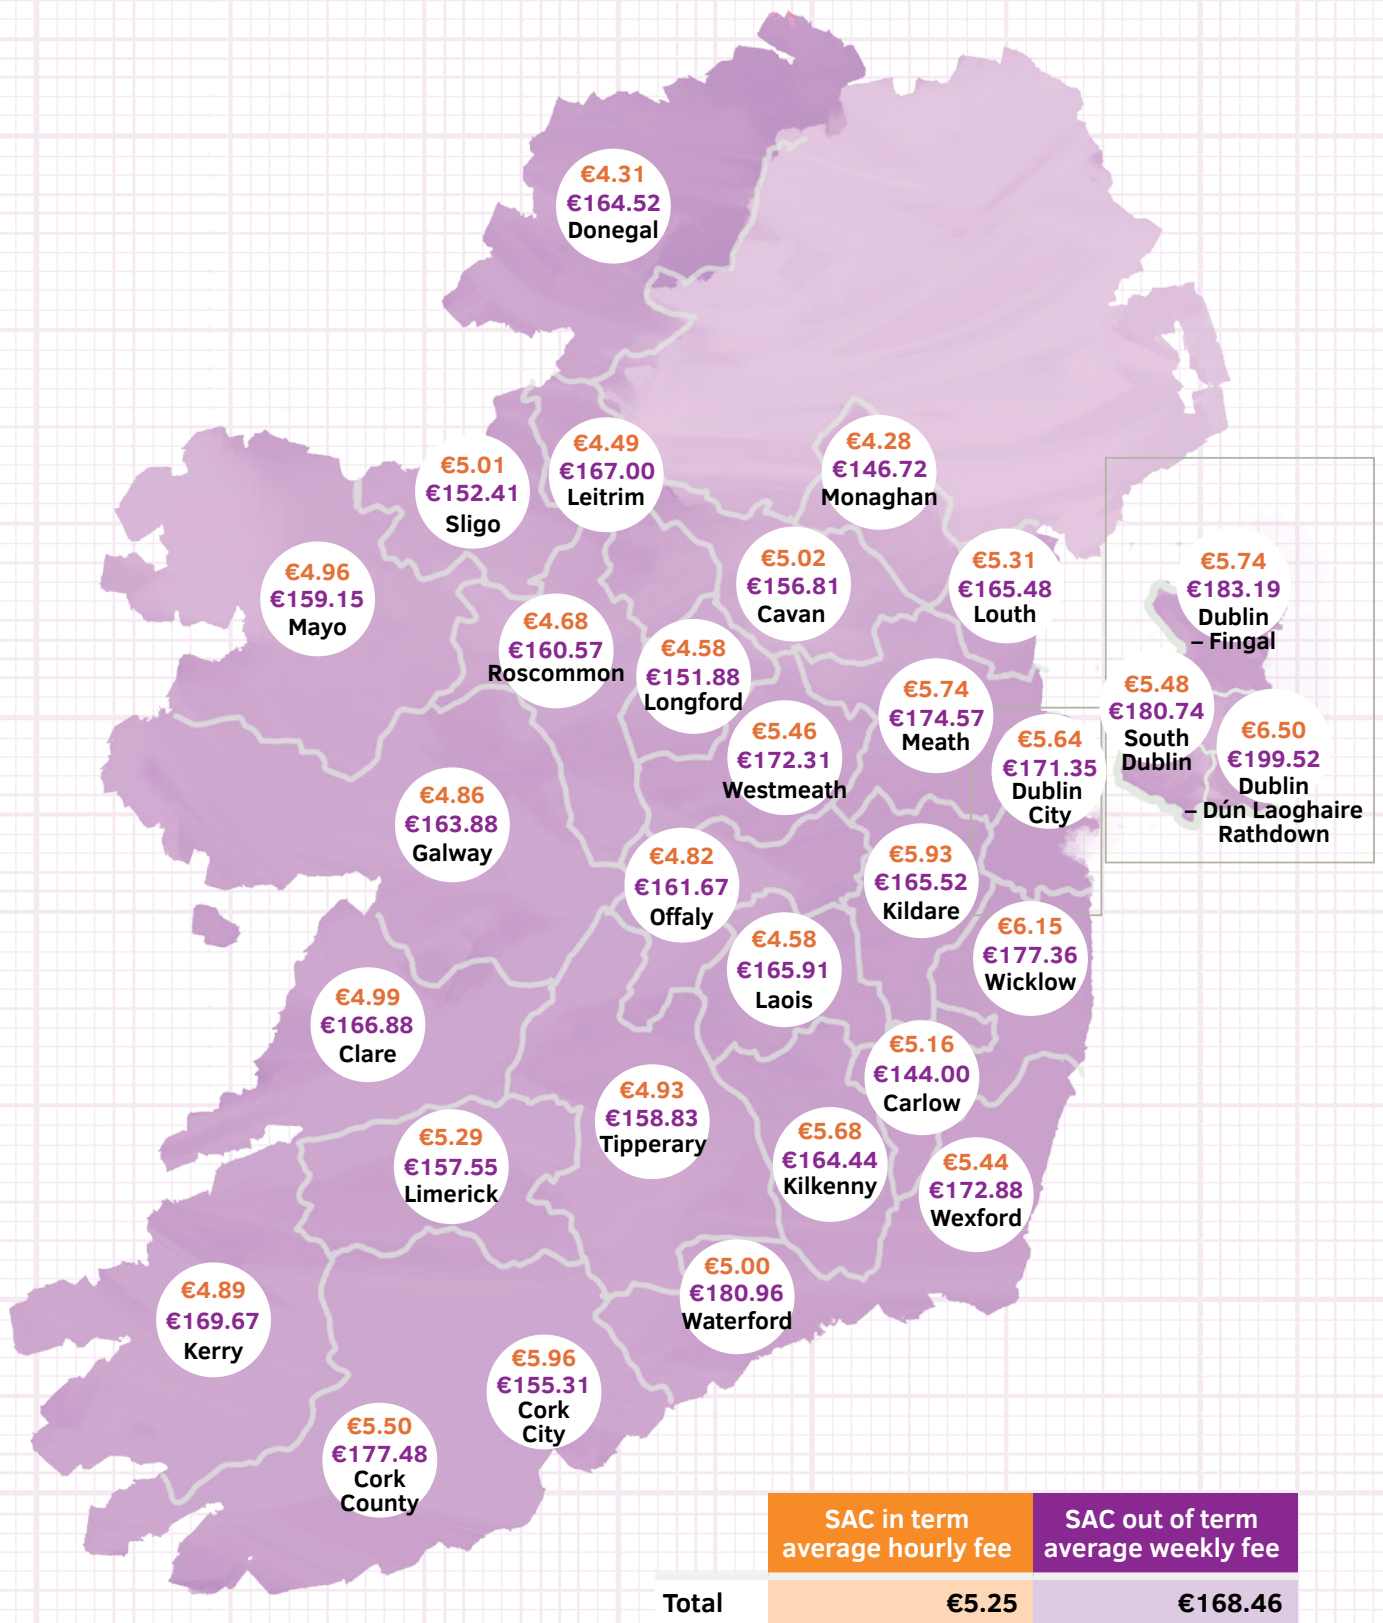 €4.31
€164.52
Donegal
€4.49
€167.00
Leitrim
€4.28
€146.72
Monaghan
€5.01
€152.41
Sligo
€4.96
€159.15
Mayo
€5.02
€156.81
Cavan
€5.31
€165.48
Louth
€5.74
€183.19
Dublin
– Fingal
€4.68
€160.57
Roscommon
€4.58
€151.88
Longford
€5.74
€174.57
Meath
€5.48
€180.74
South
Dublin
€6.50
€199.52
Dublin
– Dún Laoghaire
Rathdown
€5.46
€172.31
Westmeath
€5.64
€171.35
Dublin
City
€4.86
€163.88
Galway
€4.82
€161.67
Offaly
€5.93
€165.52
Kildare
€4.58
€165.91
Laois
€6.15
€177.36
Wicklow
€4.99
€166.88
Clare
€5.16
€144.00
Carlow
€4.93
€158.83
Tipperary
€5.29
€157.55
Limerick
€5.68
€164.44
Kilkenny
€5.44
€172.88
Wexford
€5.00
€180.96
Waterford
€4.89
€169.67
Kerry
€5.96
€155.31
Cork
City
€5.50
€177.48
Cork
County
SAC in term
average hourly fee
SAC out of term
average weekly fee
Total €5.25 €168.46